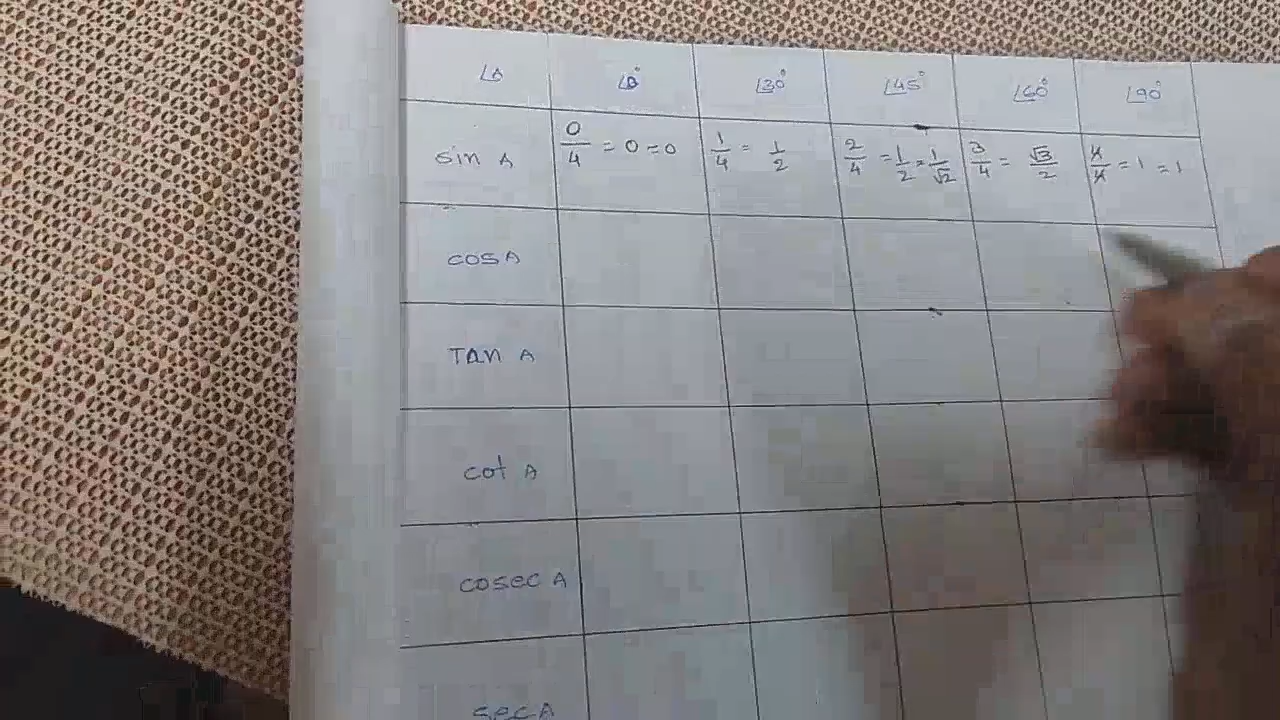 ∠A ∠0° ∠30° ∠45° ∠60° ∠90°
sin A 0/4 = 0 = 0 1/4 = 1/2 2/4 = 1/2 = 1/√2 3/4 = √3/2 4/4 = 1 = 1
cosA
Tan A
cot A
cosec A
sec A